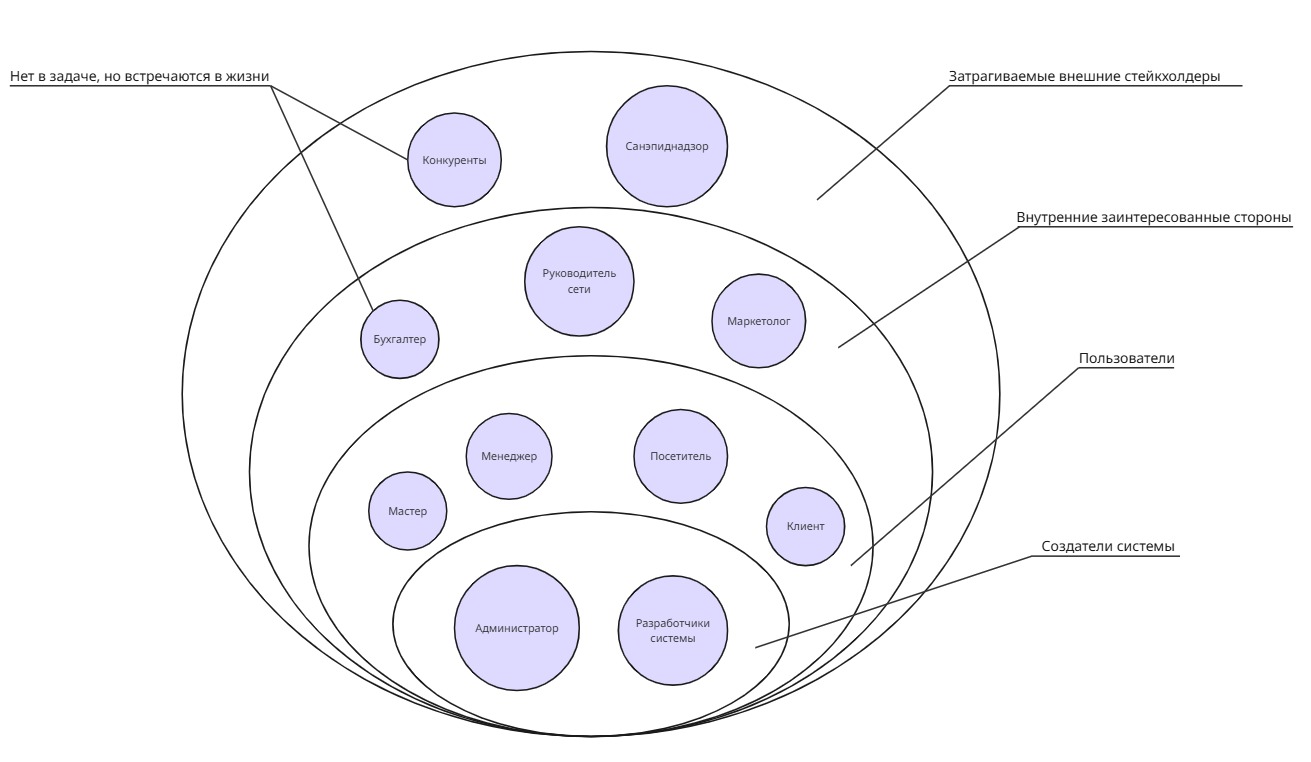 Нет в задаче, но встречаются в жизни
Затрагиваемые внешние стейкхолдеры
Конкуренты
Санэпиднадзор
Внутренние заинтересованные стороны
Руководитель
сети
Маркетолог
Бухгалтер
Пользователи
Менеджер
Посетитель
Мастер
Клиент
Создатели системы
Администратор
Разработчики
системы